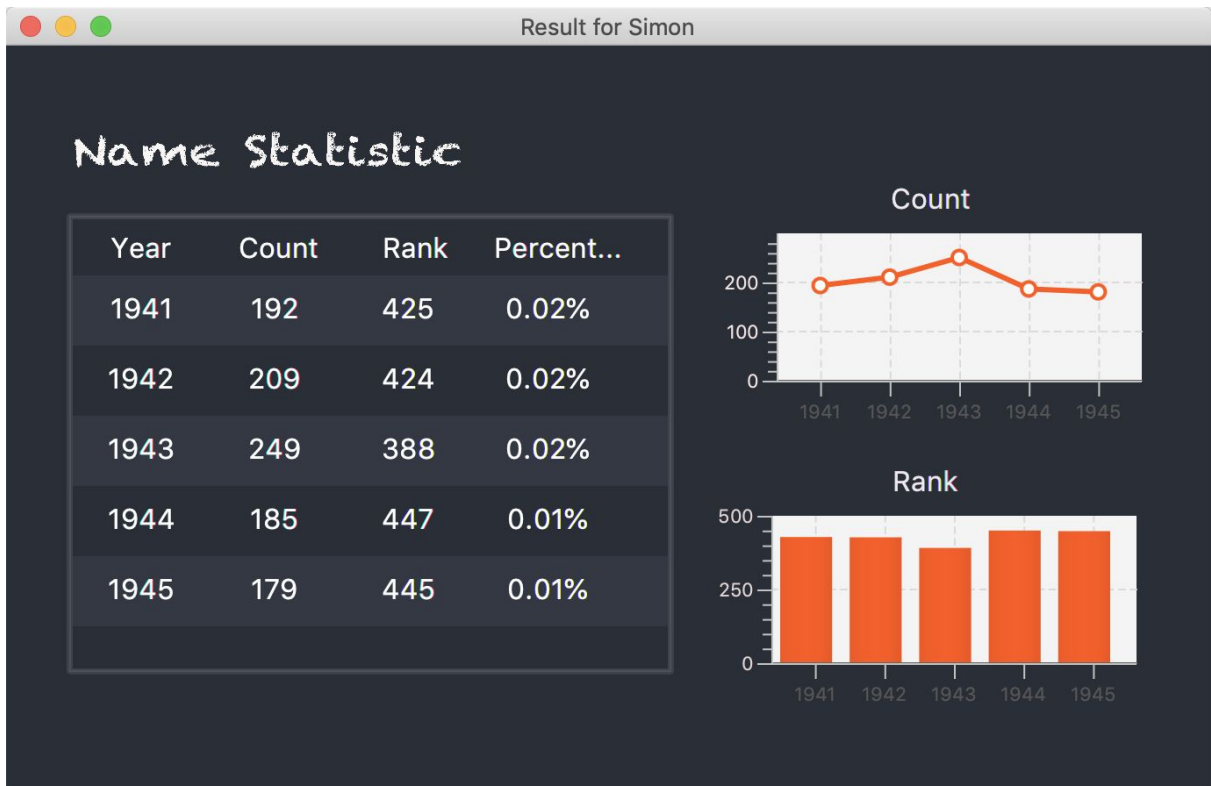 Result for Simon
Name Statistic
Year Count Rank Percent...
1941 192 425 0.02%
1942 209 424 0.02%
1943 249 388 0.02%
1944 185 447 0.01%
1945 179 445 0.01%
Count
200
100
0
1941 1942 1943 1944 1945
Rank
500
250
0
1941 1942 1943 1944 1945